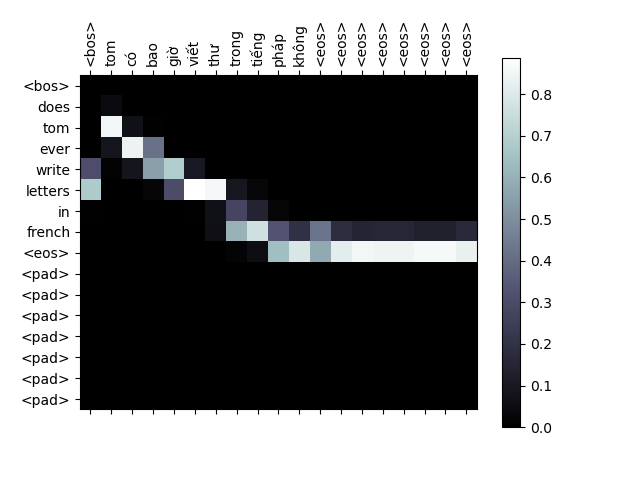 <bos> tom có bao giờ viết thư trong tiếng pháp không <eos> <eos> <eos> <eos> <eos> <eos> <eos> <eos>
<bos>
does
tom
ever
write
letters
in
french
<eos>
<pad>
<pad>
<pad>
<pad>
<pad>
<pad>
<pad>
0.8
0.7
0.6
0.5
0.4
0.3
0.2
0.1
0.0